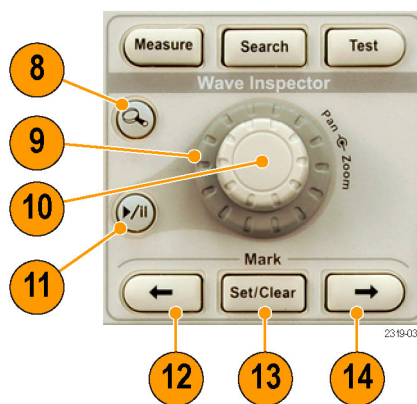 Measure Search Test
Wave Inspector
8
9
Pan Zoom
10
11
Mark
Set/Clear
2319-03
12 13 14